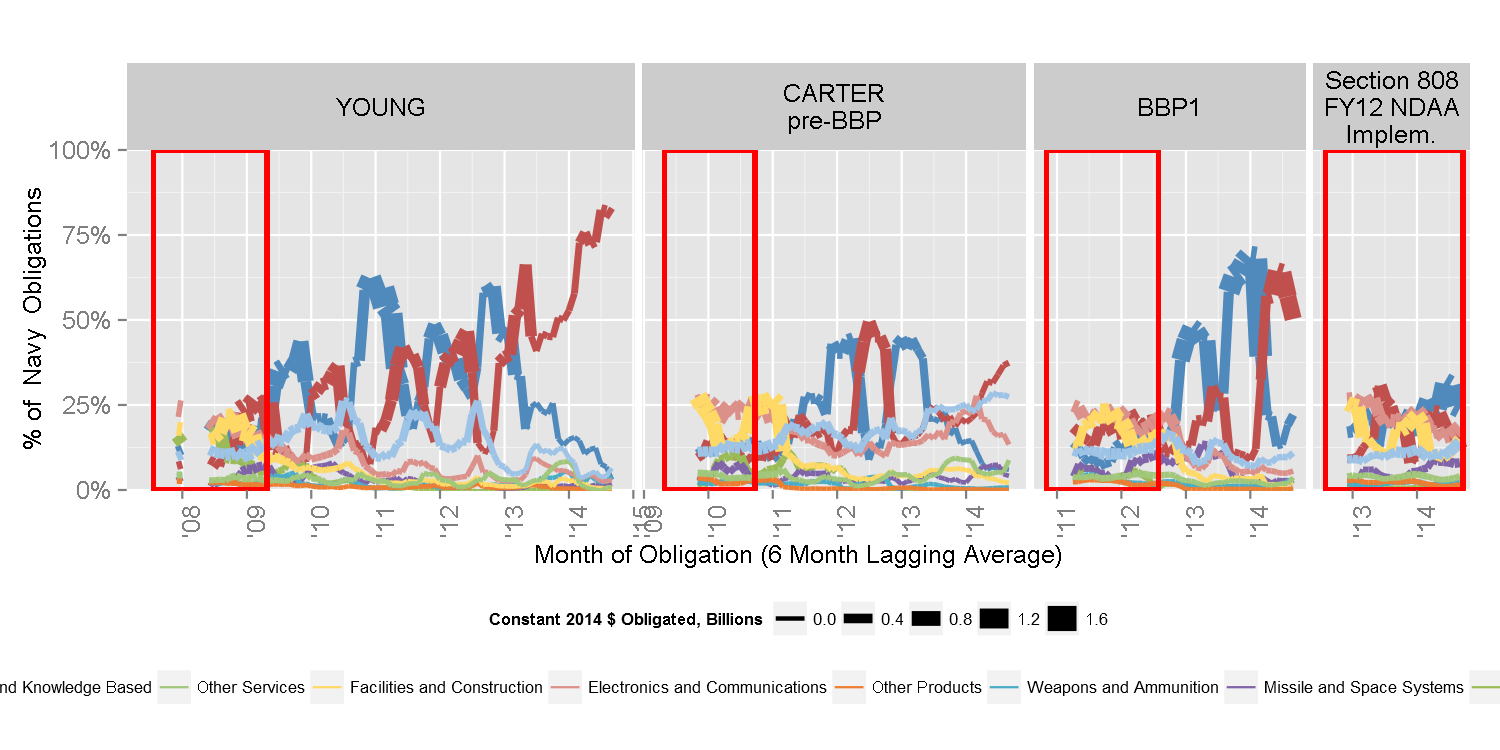 YOUNG
CARTER
pre-BBP
BBP1
Section 808
FY12 NDAA
Implem.
% of Navy Obligations
100%
75%
50%
25%
0%
'08 '09 '10 '11 '12 '13 '14 '15
'09 '10 '11 '12 '13 '14
'11 '12 '13 '14
'13 '14
Month of Obligation (6 Month Lagging Average)
Constant 2014 $ Obligated, Billions 0.0 0.4 0.8 1.2 1.6
nd Knowledge Based Other Services Facilities and Construction Electronics and Communications Other Products Weapons and Ammunition Missile and Space Systems